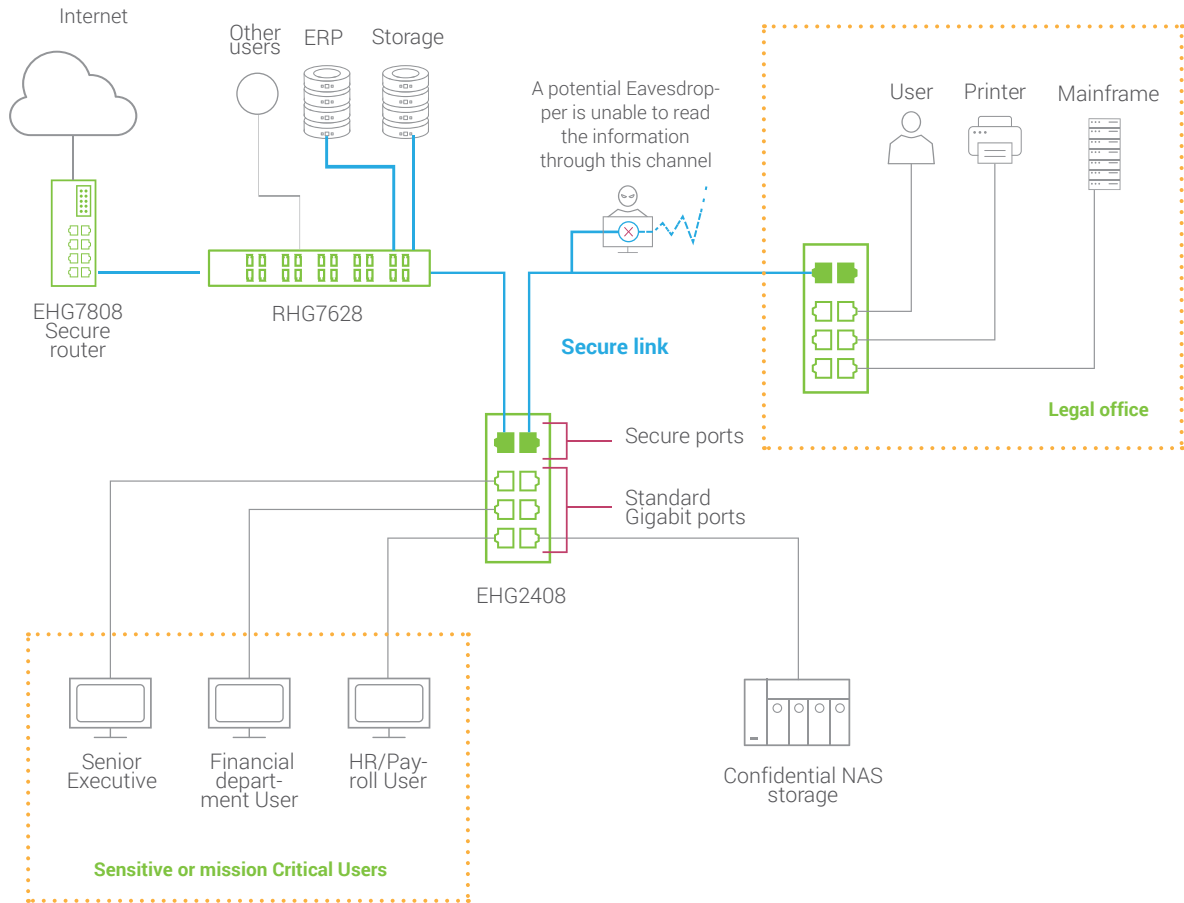 Internet
Other
users
ERP
Storage
A potential Eavesdrop-
per is unable to read
the information
through this channel
User
Printer
Mainframe
EHG7808
Secure
router
RHG7628
Secure link
Legal office
Secure ports
Standard
Gigabit ports
EHG2408
Senior
Executive
Financial
depart-
ment User
HR/Pay-
roll User
Confidential NAS
storage
Sensitive or mission Critical Users